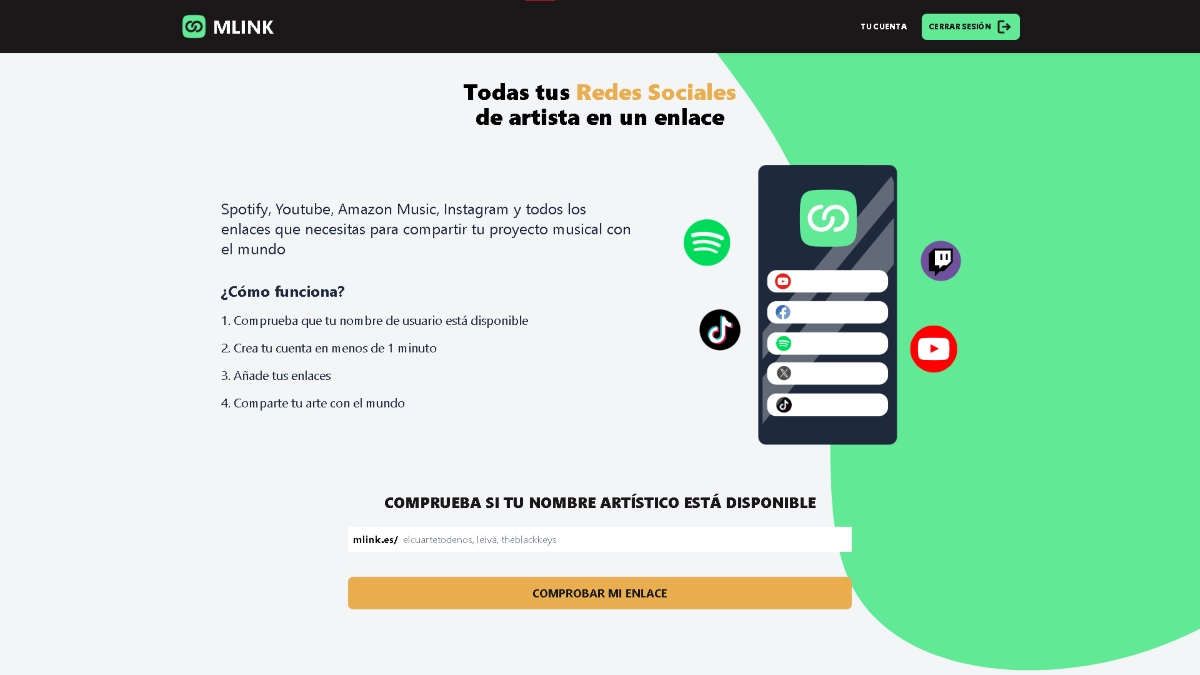 MLINK
TU CUENTA
CERRAR SESIÓN
Todas tus Redes Sociales
de artista en un enlace
Spotify, Youtube, Amazon Music, Instagram y todos los
enlaces que necesitas para compartir tu proyecto musical con
el mundo
¿Cómo funciona?
1. Comprueba que tu nombre de usuario está disponible
2. Crea tu cuenta en menos de 1 minuto
3. Añade tus enlaces
4. Comparte tu arte con el mundo
COMPRUEBA SI TU NOMBRE ARTÍSTICO ESTÁ DISPONIBLE
mlink.es/ elcuartetodenos, leiva, theblackkeys
COMPROBAR MI ENLACE